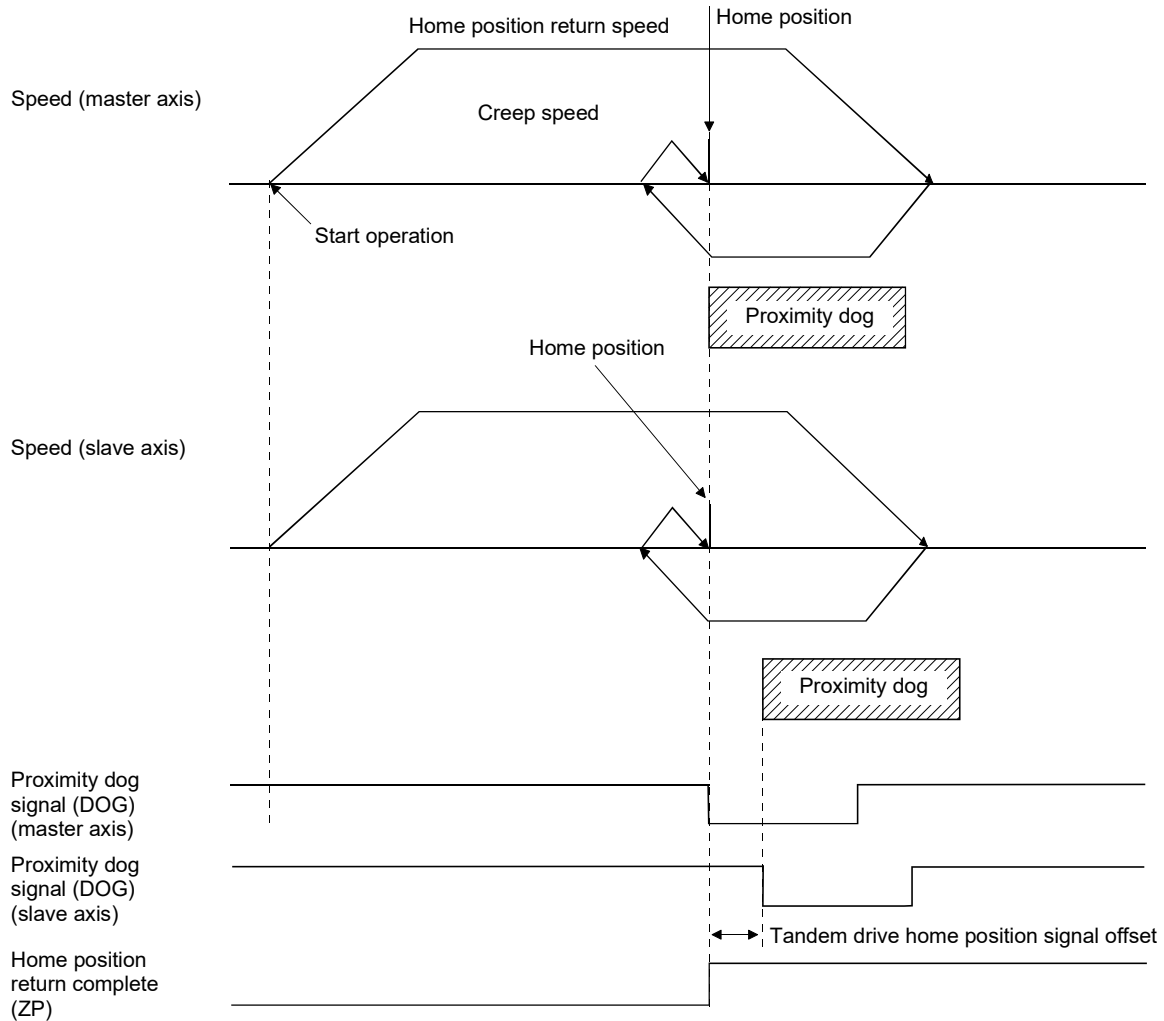 Home position return speed
Home position
Speed (master axis)
Creep speed
Start operation
Proximity dog
Home position
Speed (slave axis)
Proximity dog
Proximity dog
signal (DOG)
(master axis)
Proximity dog
signal (DOG)
(slave axis)
Tandem drive home position signal offset
Home position
return complete
(ZP)